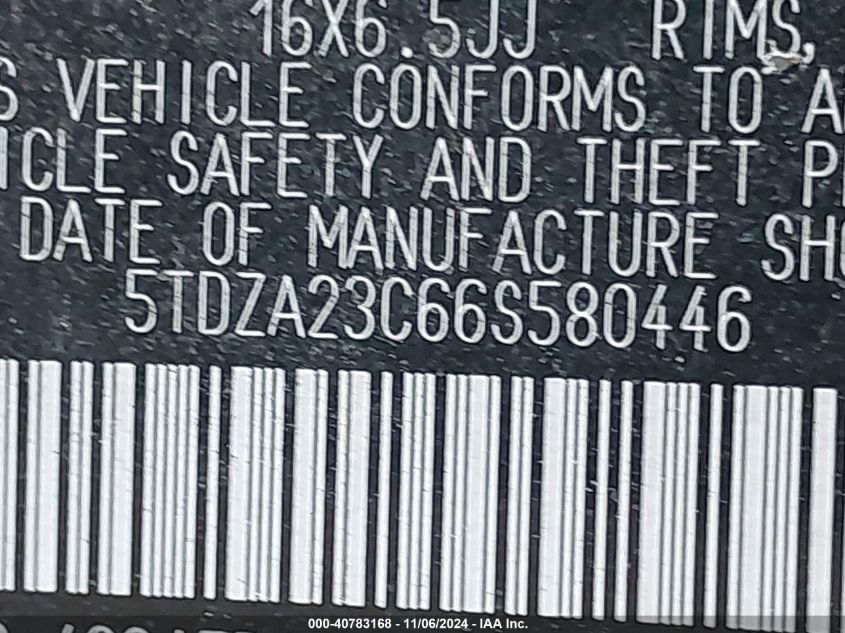 16X6.5JJ RIMS,
S VEHICLE CONFORMS TO
ICLE SAFETY AND THEFT
DATE OF MANUFACTURE SH
5TDZA23C66S580446
000-40783168 - 11/06/2024 - IAA Inc.